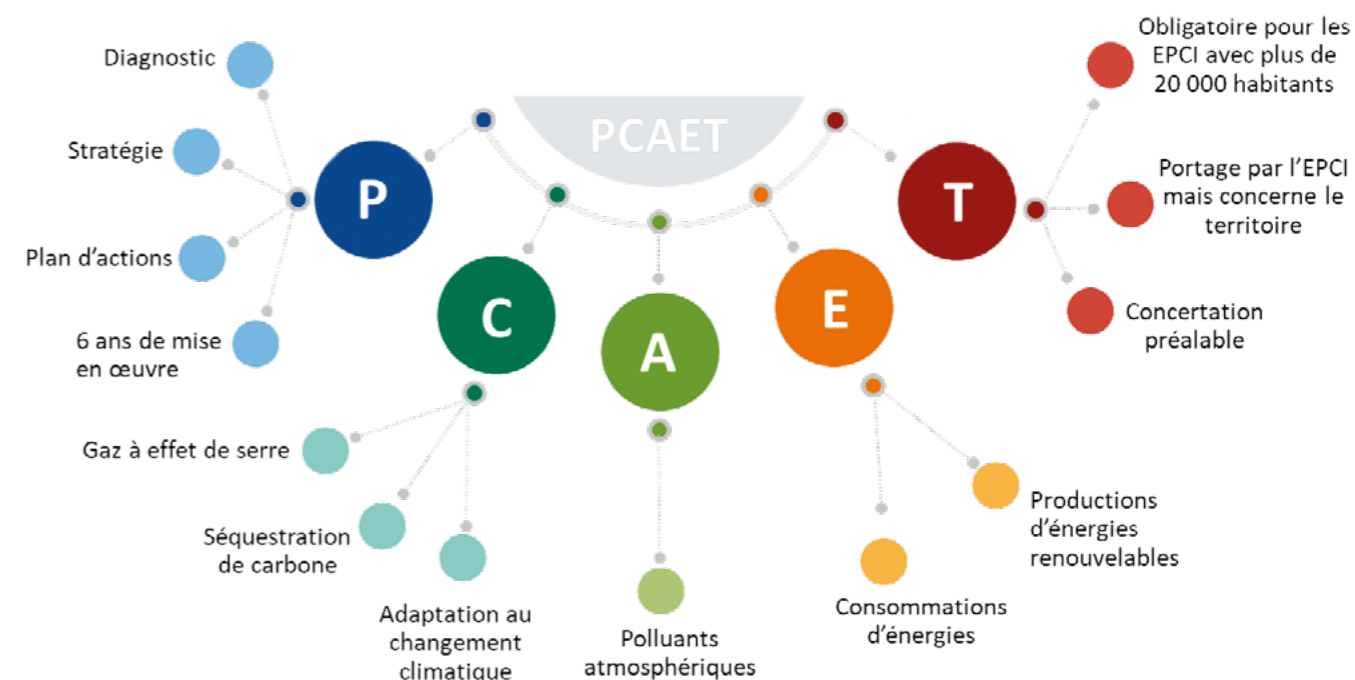 PCAET
P
Diagnostic
Stratégie
Plan d’actions
6 ans de mise
en œuvre
C
Gaz à effet de serre
Séquestration
de carbone
Adaptation au
changement
climatique
A
Polluants
atmosphériques
E
Consommations
d’énergies
Productions
d’énergies
renouvelables
T
Obligatoire pour les
EPCI avec plus de
20 000 habitants
Portage par l’EPCI
mais concerne le
territoire
Concertation
préalable